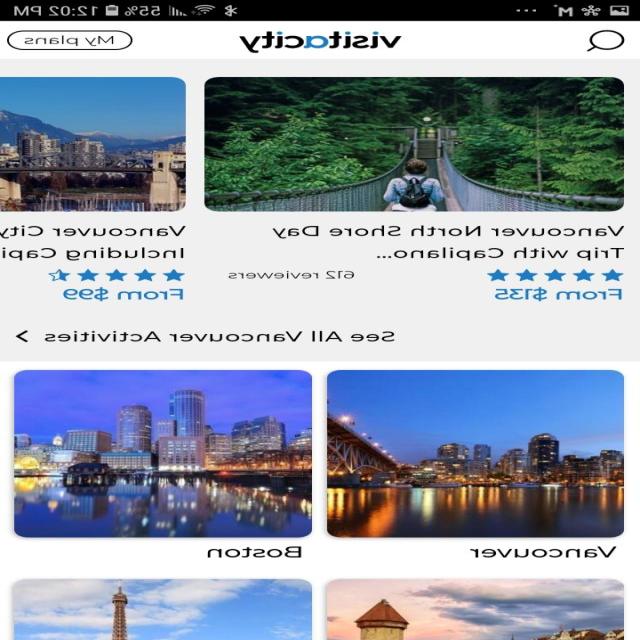 55% 12:02 PM
visitacity
My plans
Vancouver North Shore Day
Trip with Capilano...
612 reviewers
From $135
Vancouver City
Including Capi
From $99
See All Vancouver Activities >
Vancouver
Boston